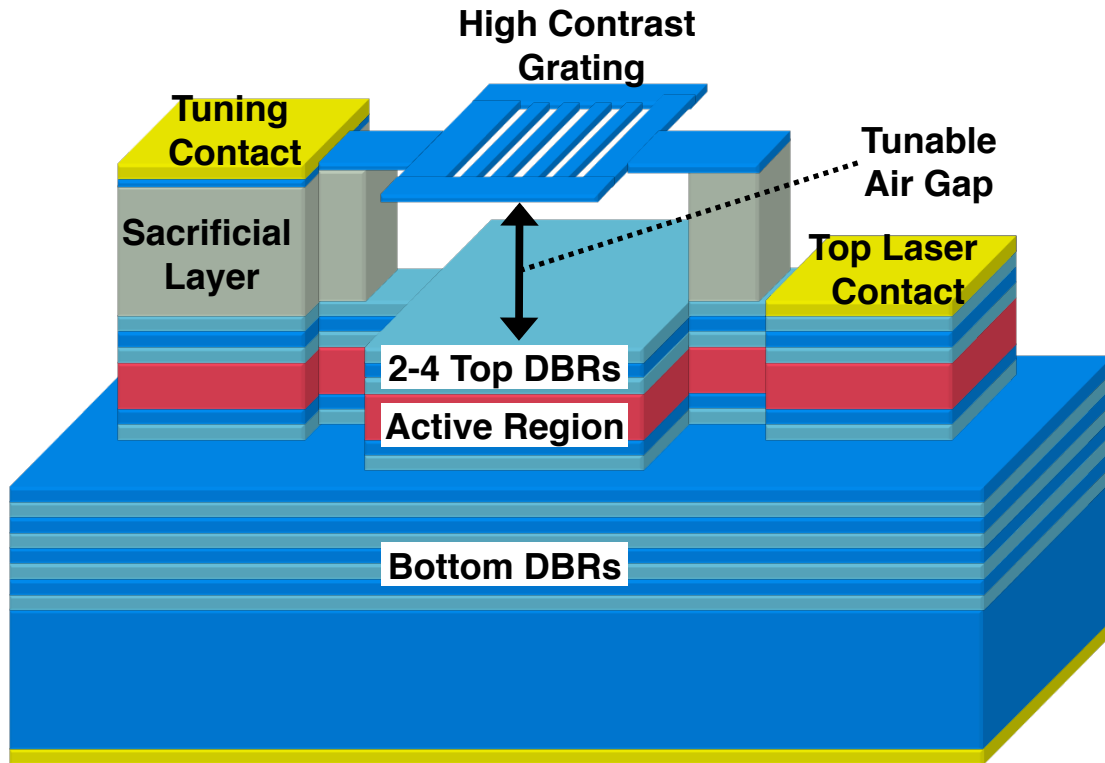 High Contrast
Grating
Tuning
Contact
Tunable
Air Gap
Sacrificial
Layer
Top Laser
Contact
2-4 Top DBRs
Active Region
Bottom DBRs